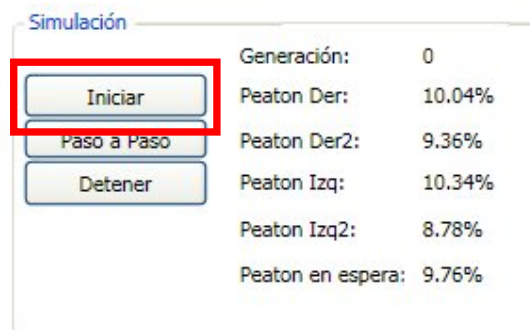 Simulación
Generación: 0
Iniciar Peaton Der: 10.04%
Paso a Paso Peaton Der2: 9.36%
Detener Peaton Izq: 10.34%
Peaton Izq2: 8.78%
Peaton en espera: 9.76%